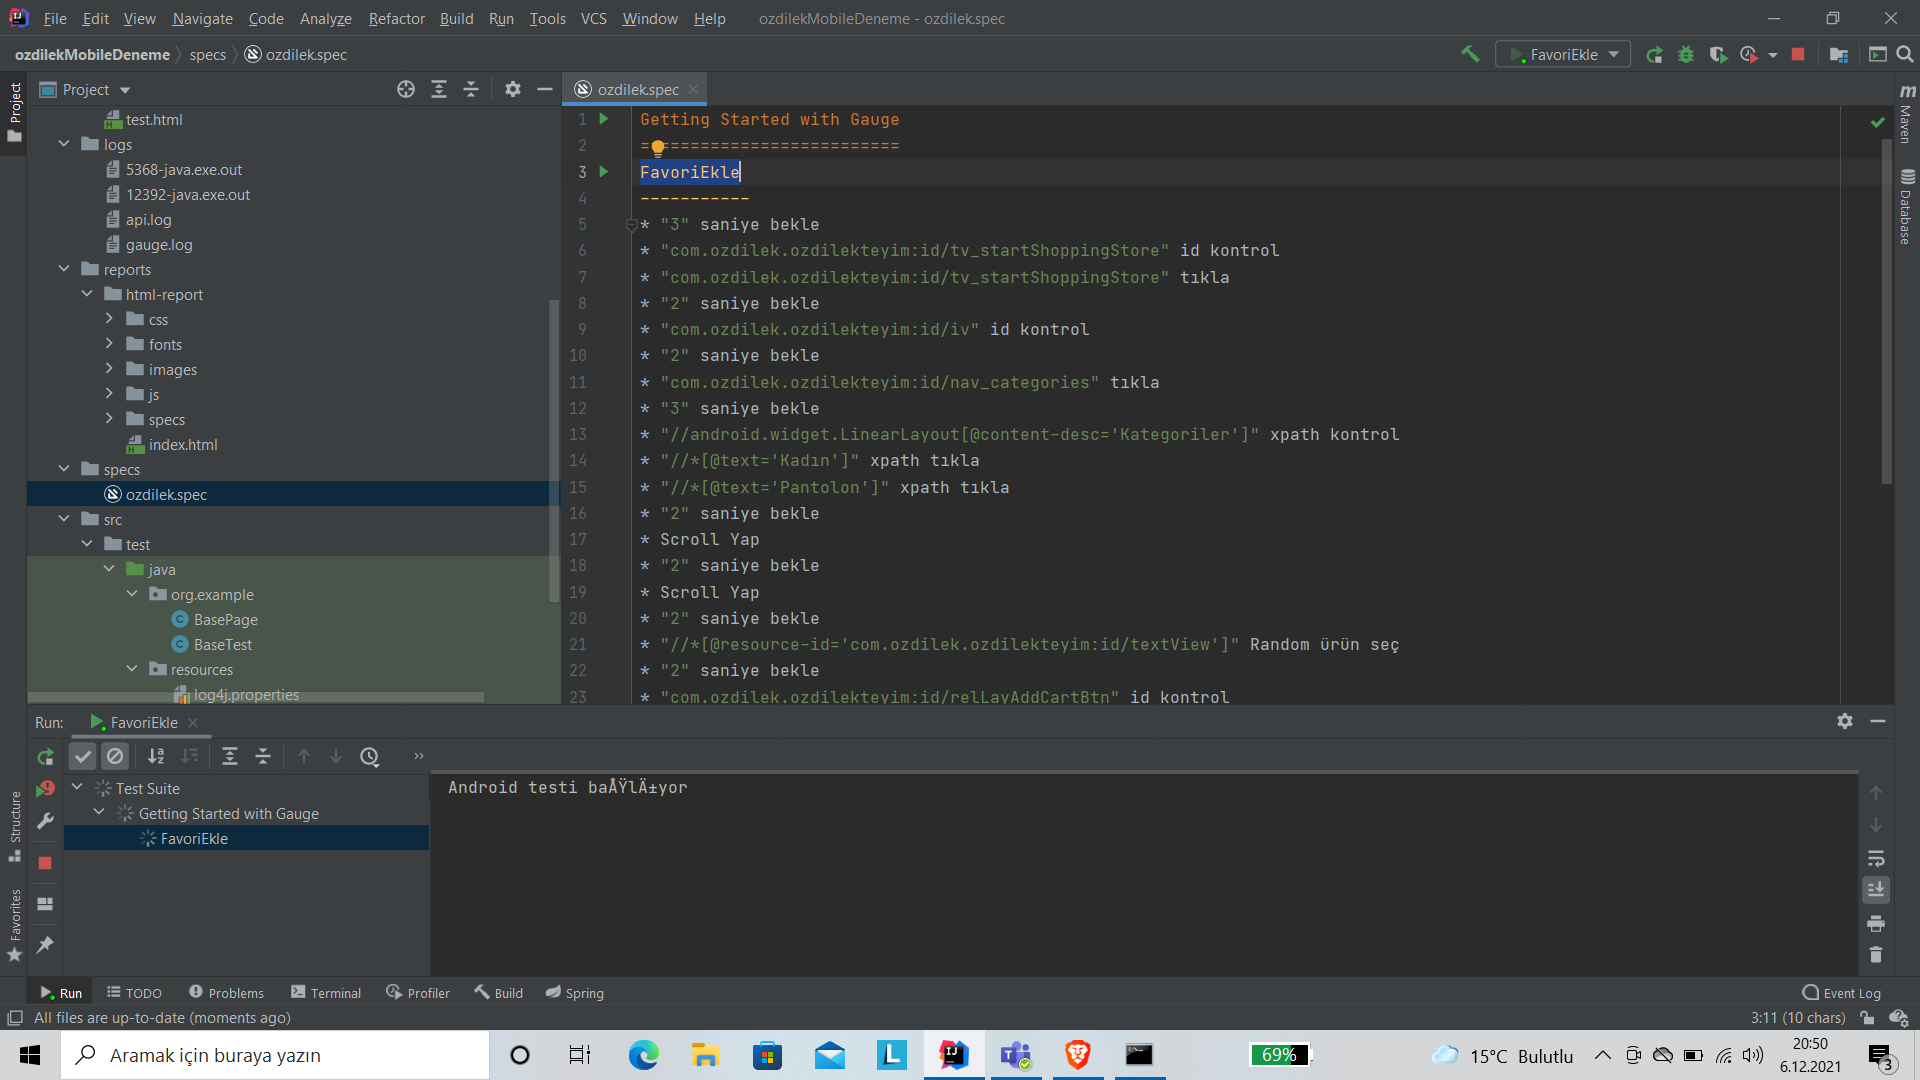 File Edit View Navigate Code Analyze Refactor Build Run Tools VCS Window Help ozdilekMobileDeneme - ozdilek.spec
ozdilekMobileDeneme specs ozdilek.spec FavoriEkle
Project
Project
test.html
logs
5368-java.exe.out
12392-java.exe.out
api.log
gauge.log
reports
html-report
css
fonts
images
js
specs
index.html
specs
ozdilek.spec
src
test
java
org.example
BasePage
BaseTest
resources
log4j.properties
ozdilek.spec
1 Getting Started with Gauge
2 ==========================
3 FavoriEkle
4 -----------
5 * "3" saniye bekle
6 * "com.ozdilek.ozdilekteyim:id/tv_startShoppingStore" id kontrol
7 * "com.ozdilek.ozdilekteyim:id/tv_startShoppingStore" tıkla
8 * "2" saniye bekle
9 * "com.ozdilek.ozdilekteyim:id/iv" id kontrol
10 * "2" saniye bekle
11 * "com.ozdilek.ozdilekteyim:id/nav_categories" tıkla
12 * "3" saniye bekle
13 * "//android.widget.LinearLayout[@content-desc='Kategoriler']" xpath kontrol
14 * "//*[@text='Kadın']" xpath tıkla
15 * "//*[@text='Pantolon']" xpath tıkla
16 * "2" saniye bekle
17 * Scroll Yap
18 * "2" saniye bekle
19 * Scroll Yap
20 * "2" saniye bekle
21 * "//*[@resource-id='com.ozdilek.ozdilekteyim:id/textView']" Random ürün seç
22 * "2" saniye bekle
23 * "com.ozdilek.ozdilekteyim:id/relLayAddCartBtn" id kontrol
Maven
Database
Run: FavoriEkle
Test Suite
Getting Started with Gauge
FavoriEkle
Android testi baÅŸlÄ±yor
Structure
Favorites
Run TODO Problems Terminal Profiler Build Spring Event Log
All files are up-to-date (moments ago) 3:11 (10 chars)
Aramak için buraya yazın
69%
15°C Bulutlu
20:50
6.12.2021
3